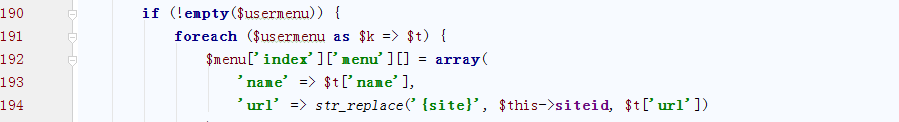 190 if (!empty($usermenu)) {
191 foreach ($usermenu as $k => $t) {
192 $menu['index']['menu'][] = array(
193 'name' => $t['name'],
194 'url' => str_replace('{site}', $this->siteid, $t['url'])